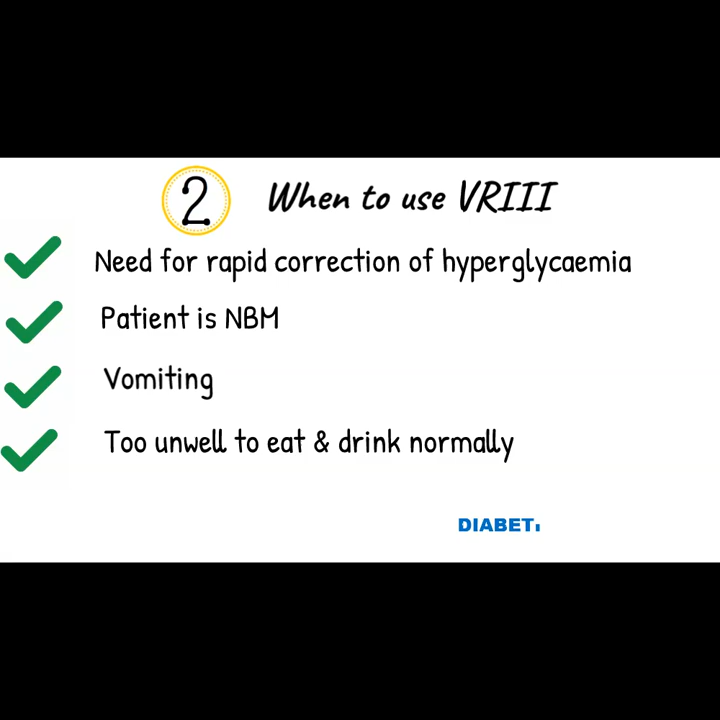 2 When to use VRIII
Need for rapid correction of hyperglycaemia
Patient is NBM
Vomiting
Too unwell to eat & drink normally
DIABET